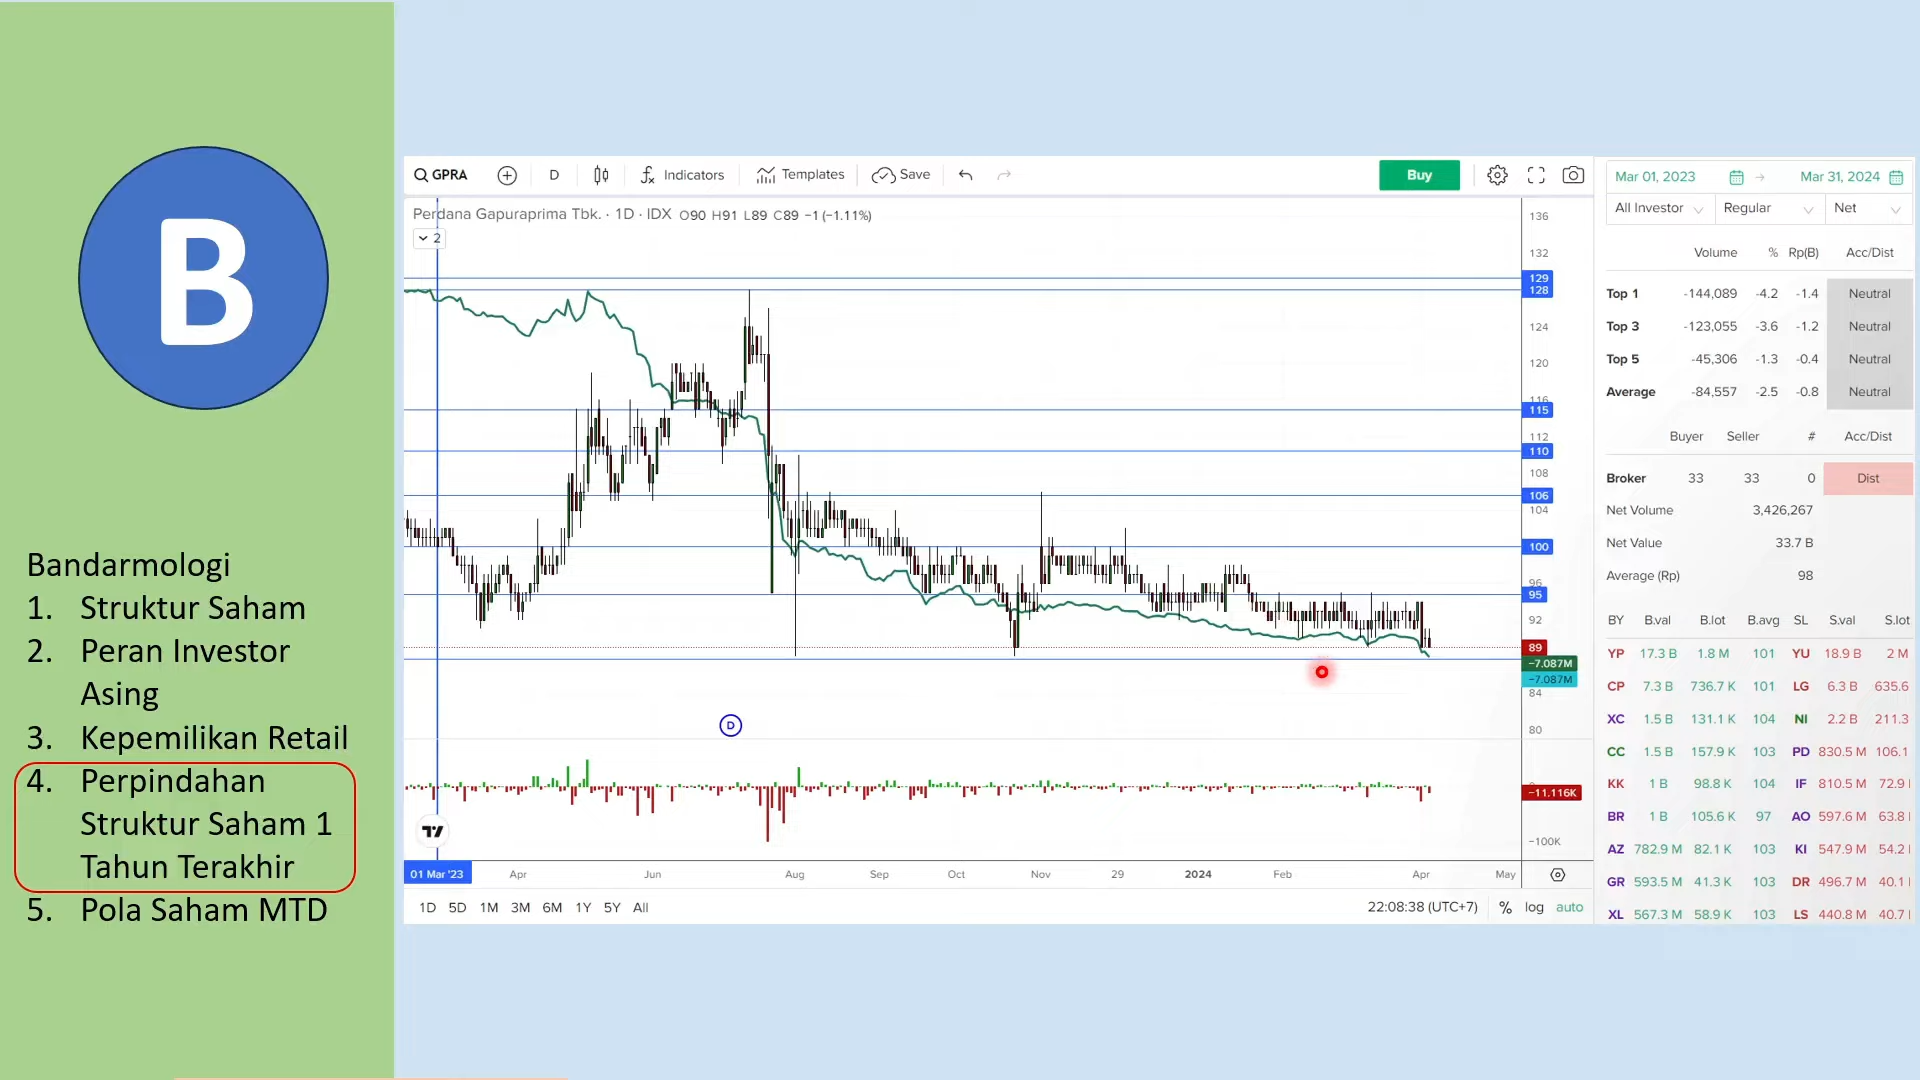 B
Bandarmologi
1. Struktur Saham
2. Peran Investor
Asing
3. Kepemilikan Retail
4. Perpindahan
Struktur Saham 1
Tahun Terakhir
5. Pola Saham MTD
GPRA D Indicators Templates Save Buy
Perdana Gapuraprima Tbk. · 1D · IDX O90 H91 L89 C89 −1 (−1.11%)
2
136
132
129
128
124
120
116
115
112
110
108
106
104
100
96
95
92
89
−7.087M
−7.087M
84
80
D
−11.116K
−100K
01 Mar '23 Apr Jun Aug Sep Oct Nov 29 2024 Feb Apr May
1D 5D 1M 3M 6M 1Y 5Y All 22:08:38 (UTC+7) % log auto
Mar 01, 2023 → Mar 31, 2024
All Investor Regular Net
Volume % Rp(B) Acc/Dist
Top 1 -144,089 -4.2 -1.4 Neutral
Top 3 -123,055 -3.6 -1.2 Neutral
Top 5 -45,306 -1.3 -0.4 Neutral
Average -84,557 -2.5 -0.8 Neutral
Buyer Seller # Acc/Dist
Broker 33 33 0 Dist
Net Volume 3,426,267
Net Value 33.7 B
Average (Rp) 98
BY B.val B.lot B.avg SL S.val S.lot
YP 17.3 B 1.8 M 101 YU 18.9 B 2 M
CP 7.3 B 736.7 K 101 LG 6.3 B 635.6
XC 1.5 B 131.1 K 104 NI 2.2 B 211.3
CC 1.5 B 157.9 K 103 PD 830.5 M 106.1
KK 1 B 98.8 K 104 IF 810.5 M 72.9
BR 1 B 105.6 K 97 AO 597.6 M 63.8
AZ 782.9 M 82.1 K 103 KI 547.9 M 54.2
GR 593.5 M 41.3 K 103 DR 496.7 M 40.1
XL 567.3 M 58.9 K 103 LS 440.8 M 40.7